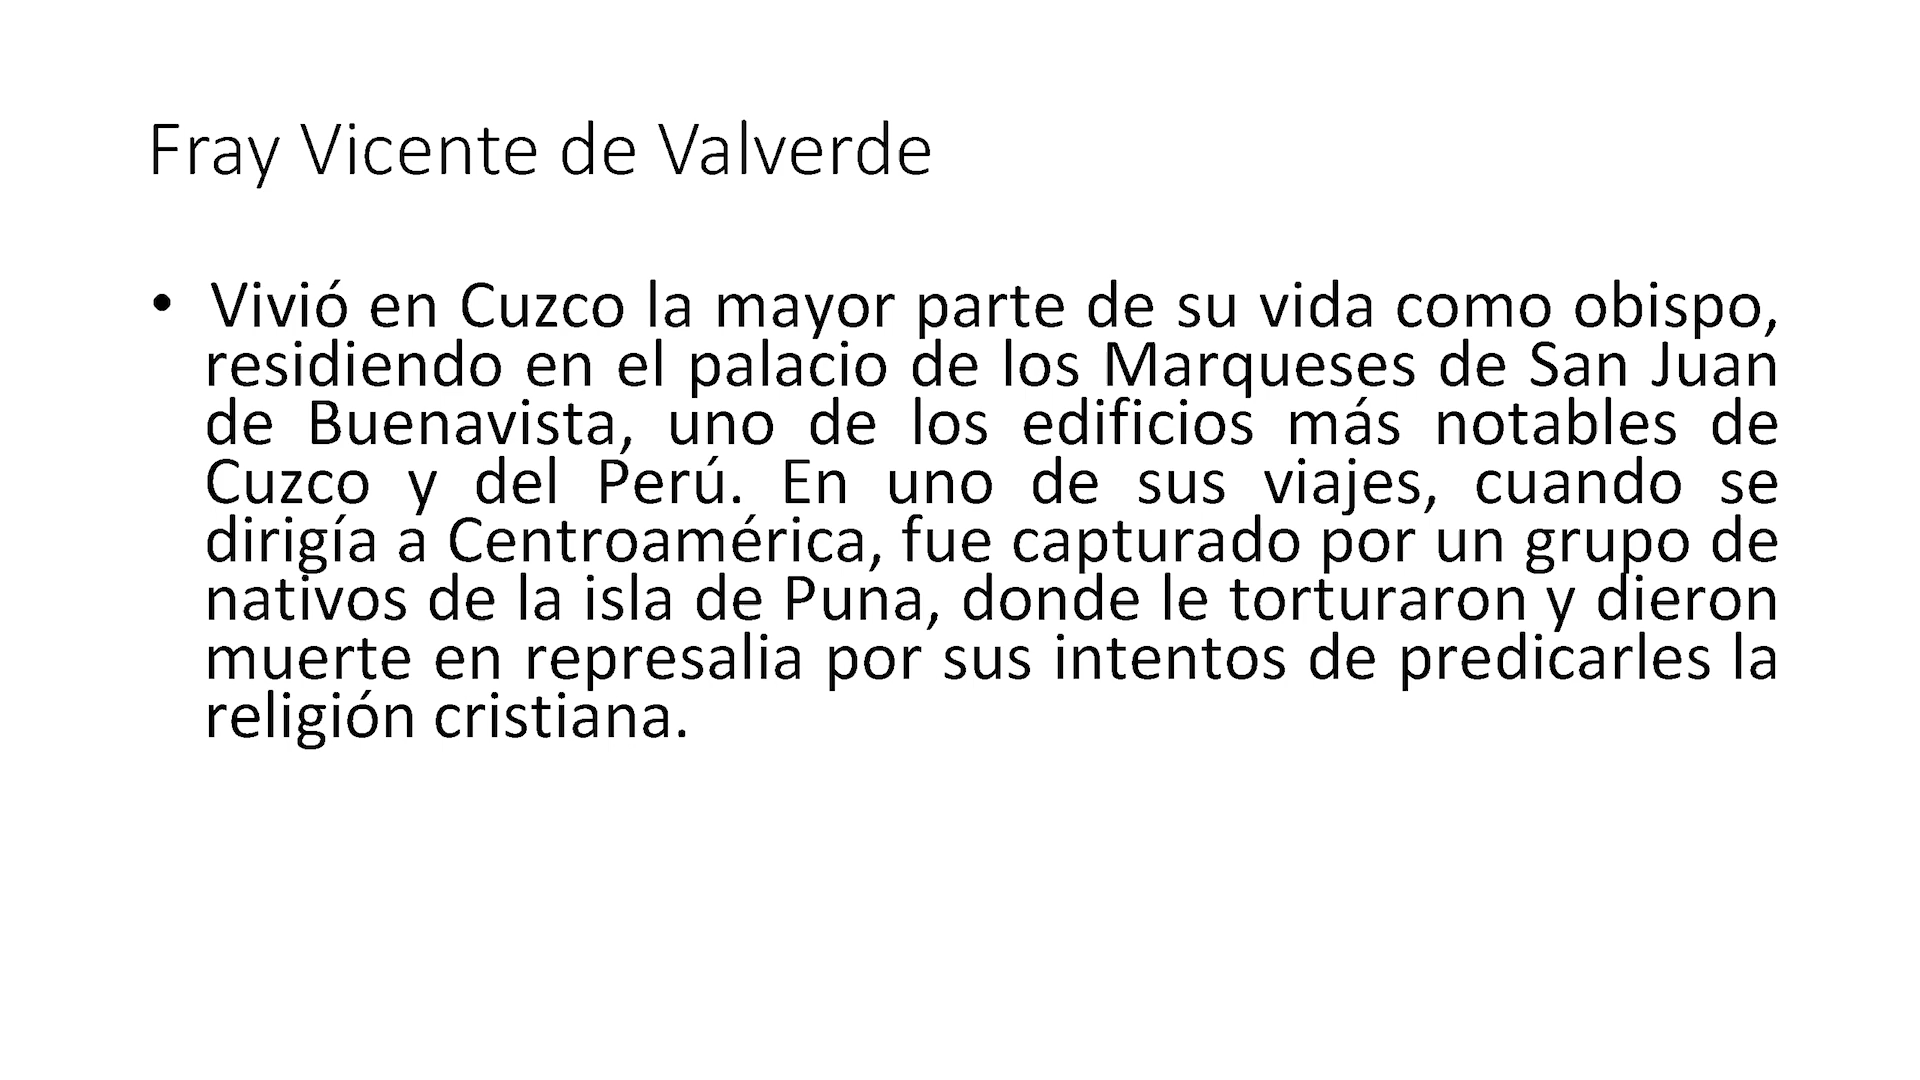 Fray Vicente de Valverde
• Vivió en Cuzco la mayor parte de su vida como obispo,
residiendo en el palacio de los Marqueses de San Juan
de Buenavista, uno de los edificios más notables de
Cuzco y del Perú. En uno de sus viajes, cuando se
dirigía a Centroamérica, fue capturado por un grupo de
nativos de la isla de Puna, donde le torturaron y dieron
muerte en represalia por sus intentos de predicarles la
religión cristiana.